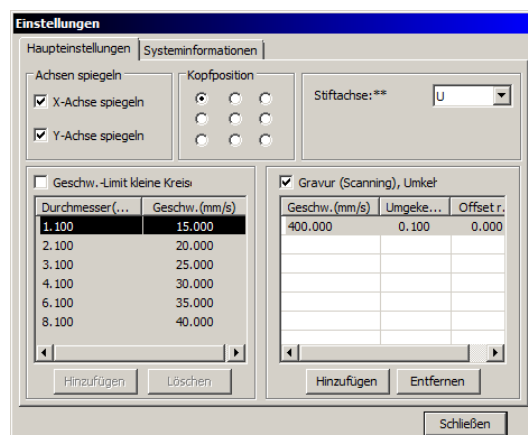 Einstellungen
Haupteinstellungen Systeminformationen
Achsen spiegeln
X-Achse spiegeln
Y-Achse spiegeln
Kopfposition
Stiftachse:** U
Geschw.-Limit kleine Kreise
Durchmesser(... Geschw.(mm/s)
1.100 15.000
2.100 20.000
3.100 25.000
4.100 30.000
6.100 35.000
8.100 40.000
Hinzufügen Löschen
Gravur (Scanning), Umkeh
Geschw.(mm/s) Umgeke... Offset r.
400.000 0.100 0.000
Hinzufügen Entfernen
Schließen